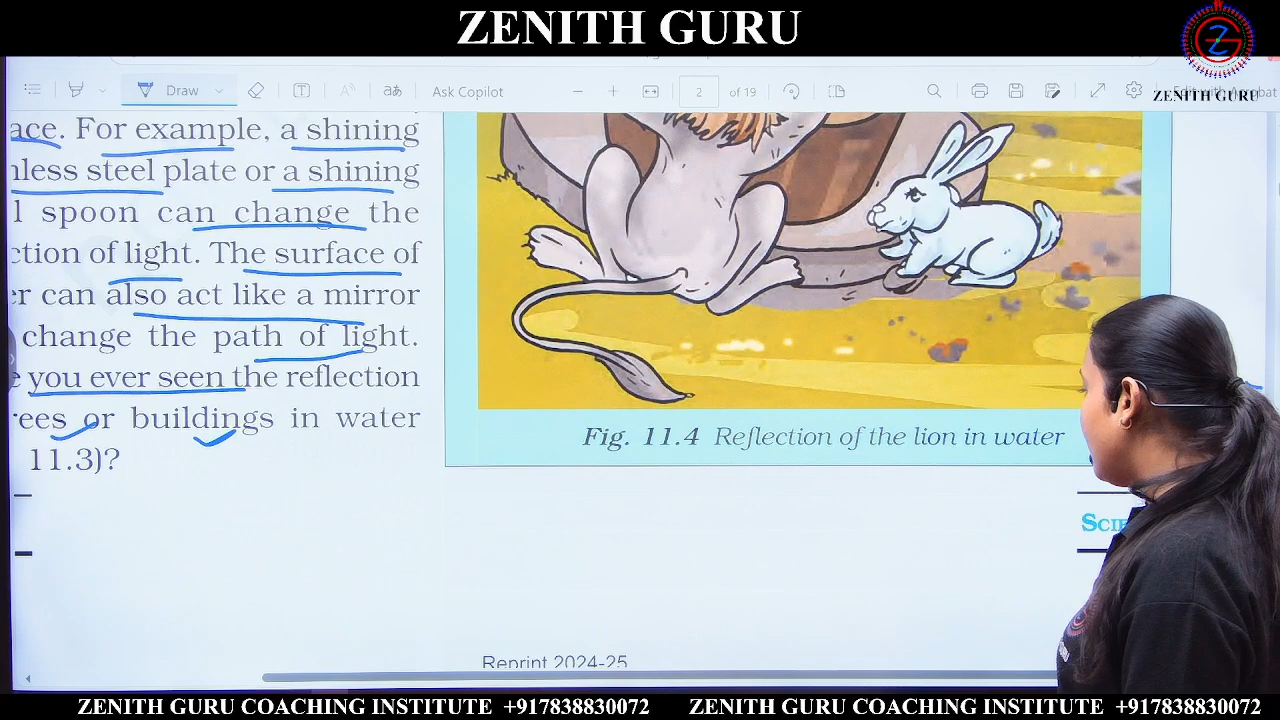 ZENITH GURU
Draw
Ask Copilot
2 of 19
ZENITH GURU
ace. For example, a shining
nless steel plate or a shining
l spoon can change the
ction of light. The surface of
er can also act like a mirror
change the path of light.
e you ever seen the reflection
rees or buildings in water
11.3)?
Fig. 11.4 Reflection of the lion in water
SCIE
Reprint 2024-25
ZENITH GURU COACHING INSTITUTE +917838830072 ZENITH GURU COACHING INSTITUTE +917838830072